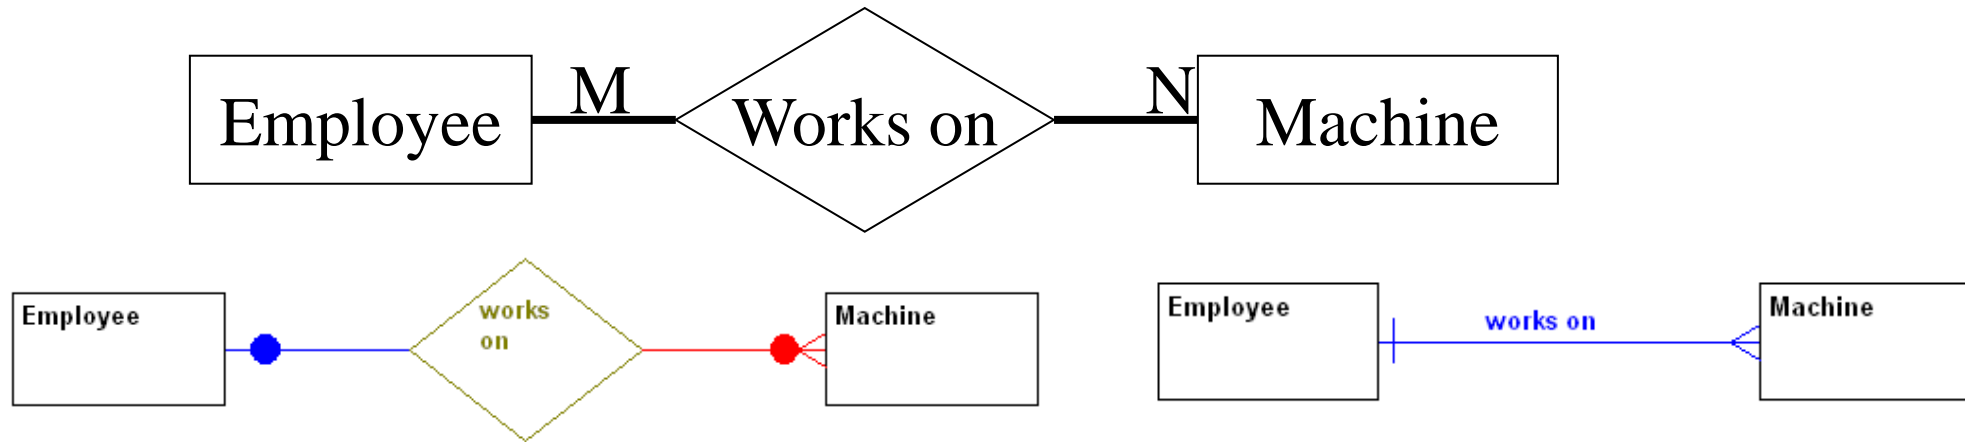 Employee
M
Works on
N
Machine
Employee
works
on
Machine
Employee
works on
Machine